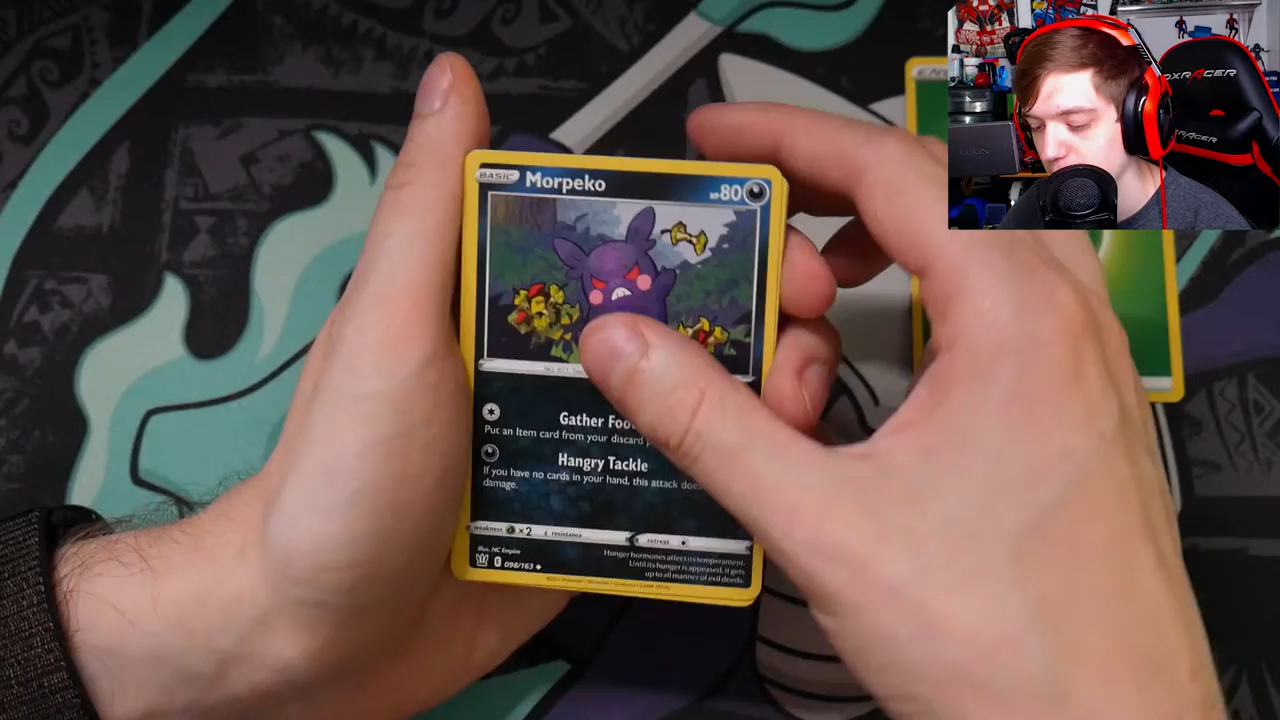 BASIC Morpeko HP 80
Gather Foo
Put an Item card from your discard
Hangry Tackle
If you have no cards in your hand, this attack does
damage.
weakness ×2 resistance retreat
Illus. NC Empire
098/163
Hunger hormones affect its temperament.
Until its hunger is appeased, it gets
up to all manner of evil deeds.
DXRACER